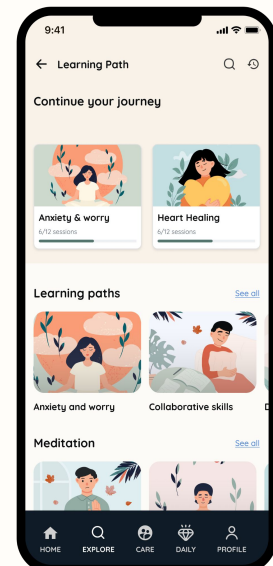 9:41
Learning Path
Continue your journey
Anxiety & worry
6/12 sessions
Heart Healing
6/12 sessions
Learning paths
See all
Anxiety and worry
Collaborative skills
Meditation
See all
HOME
EXPLORE
CARE
DAILY
PROFILE